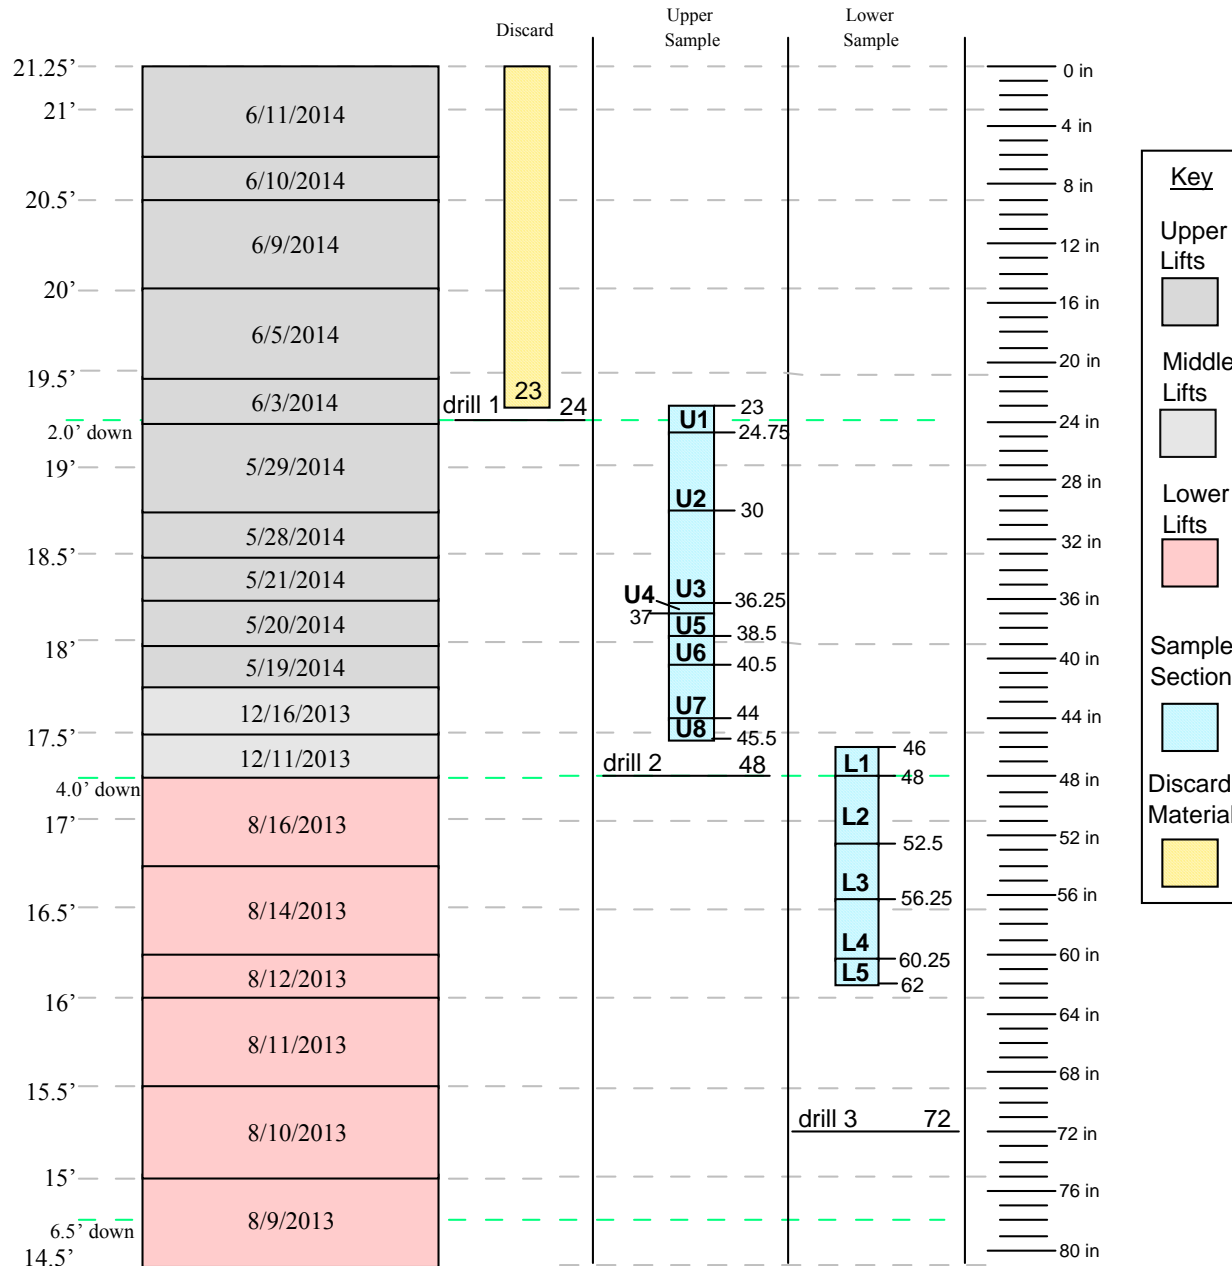 Discard
Upper
Sample
Lower
Sample
21.25’
21’
20.5’
20’
19.5’
2.0’ down
19’
18.5’
18’
17.5’
4.0’ down
17’
16.5’
16’
15.5’
15’
6.5’ down
14.5’
6/11/2014
6/10/2014
6/9/2014
6/5/2014
6/3/2014
5/29/2014
5/28/2014
5/21/2014
5/20/2014
5/19/2014
12/16/2013
12/11/2013
8/16/2013
8/14/2013
8/12/2013
8/11/2013
8/10/2013
8/9/2013
23
drill 1 24
U1 23
24.75
U2 30
U3 36.25
U4
37
U5 38.5
U6 40.5
U7 44
U8 45.5
drill 2 48
46
L1 48
L2 52.5
L3 56.25
L4 60.25
L5 62
drill 3 72
0 in
4 in
8 in
12 in
16 in
20 in
24 in
28 in
32 in
36 in
40 in
44 in
48 in
52 in
56 in
60 in
64 in
68 in
72 in
76 in
80 in
Key
Upper
Lifts
Middle
Lifts
Lower
Lifts
Sample
Section
Discard
Material